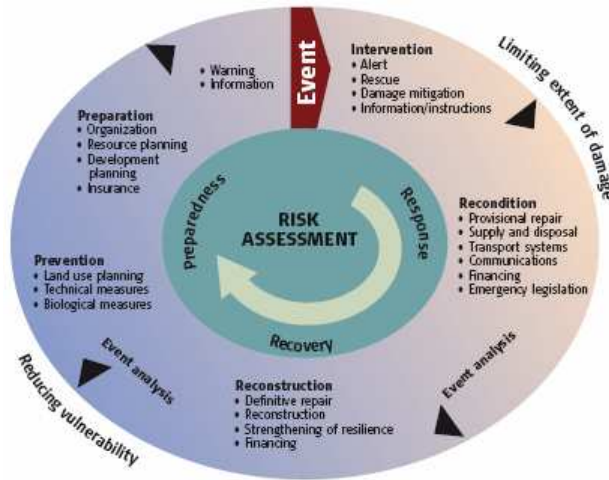 Event
Intervention
• Alert
• Rescue
• Damage mitigation
• Information/instructions
Limiting extent of damage
Recondition
• Provisional repair
• Supply and disposal
• Transport systems
• Communications
• Financing
• Emergency legislation
Event analysis
Reconstruction
• Definitive repair
• Reconstruction
• Strengthening of resilience
• Financing
Event analysis
Reducing vulnerability
Prevention
• Land use planning
• Technical measures
• Biological measures
Preparation
• Organization
• Resource planning
• Development
planning
• Insurance
• Warning
• Information
RISK
ASSESSMENT
Response
Recovery
Preparedness